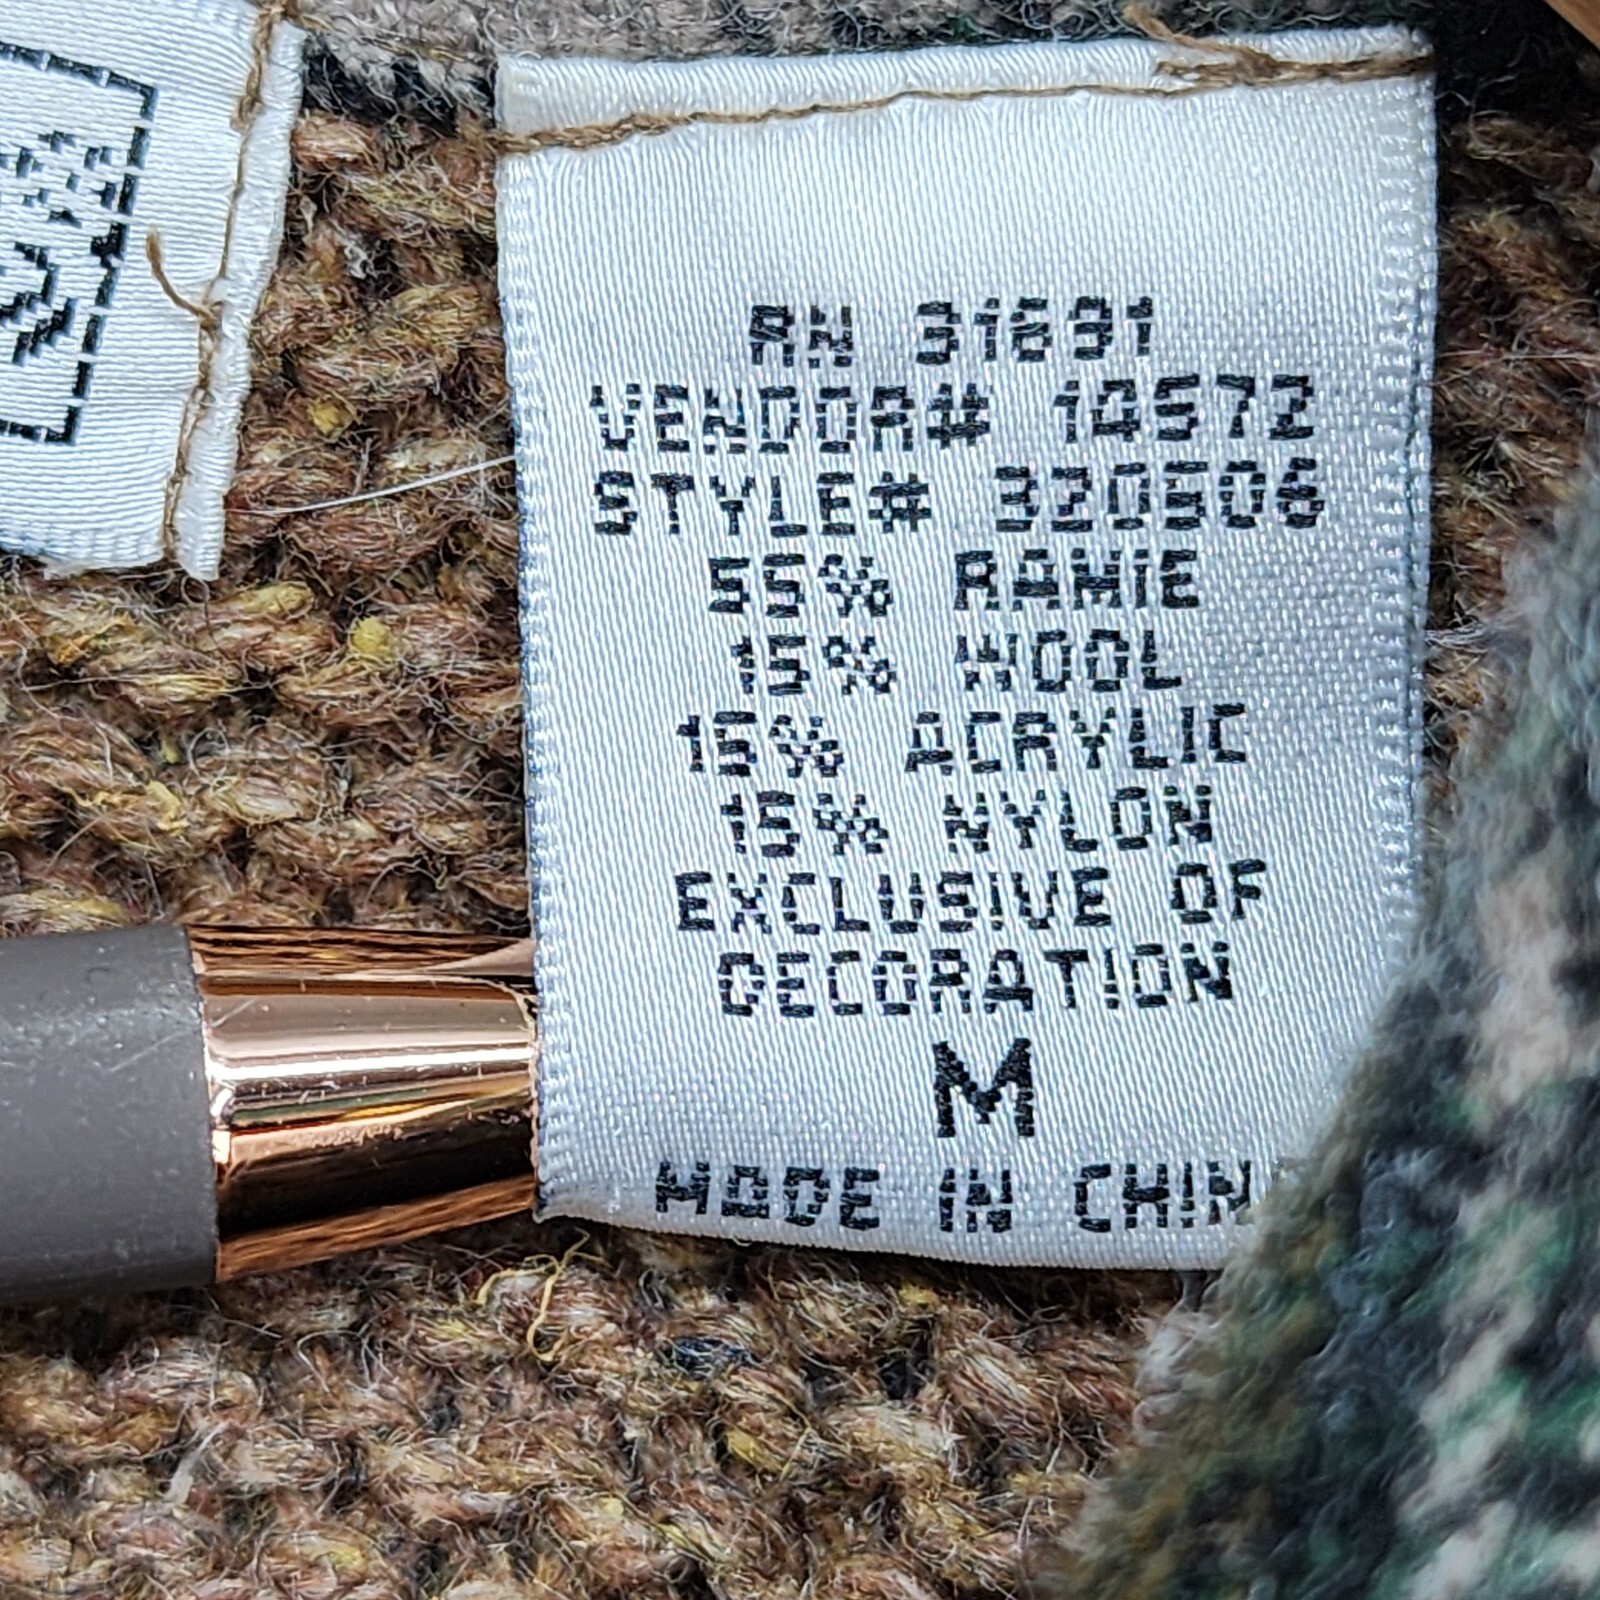 RN 31691
VENDOR# 14572
STYLE# 320506
55% RAMIE
15% WOOL
15% ACRYLIC
15% NYLON
EXCLUSIVE OF
DECORATION
M
MADE IN CHIN